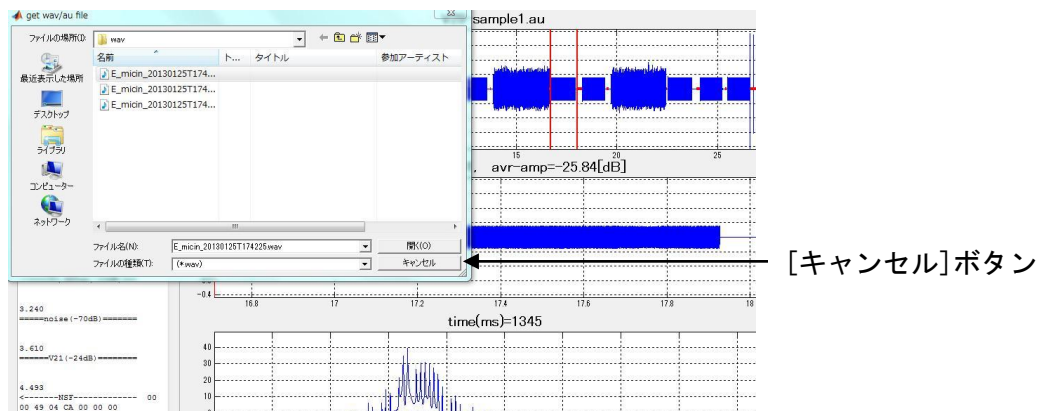 get wav/au file
ファイルの場所(I):
wav
最近表示した場所
デスクトップ
ライブラリ
コンピューター
ネットワーク
名前 ト... タイトル 参加アーティスト
E_micin_20130125T174...
E_micin_20130125T174...
E_micin_20130125T174...
ファイル名(N): E_micin_20130125T174225.wav 開く(O)
ファイルの種類(T): (*.wav) キャンセル
sample1.au
15 20 25
, avr-amp=-25.84[dB]
[キャンセル]ボタン
-0.4
16.8 17 17.2 17.4 17.6 17.8 18
time(ms)=1345
40
30
20
10
0
3.240
=====noise(-70dB)=======
3.610
======V21(-24dB)========
4.493
<-------NSF------------- 00
00 49 04 CA 00 00 00